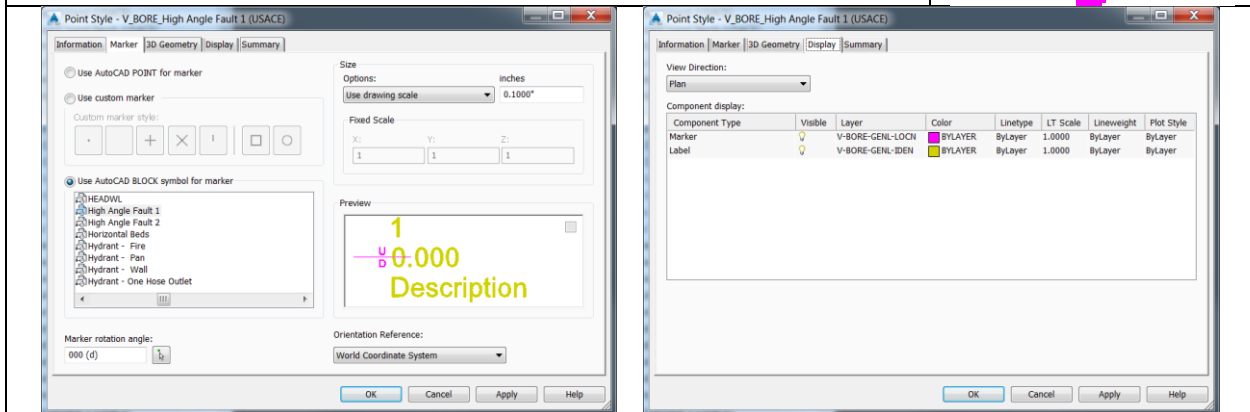 Point Style - V_BORE_High Angle Fault 1 (USACE)
Information Marker 3D Geometry Display Summary
Use AutoCAD POINT for marker
Use custom marker
Custom marker style:
Use AutoCAD BLOCK symbol for marker
HEADWL
High Angle Fault 1
High Angle Fault 2
Horizontal Beds
Hydrant - Fire
Hydrant - Pan
Hydrant - Wall
Hydrant - One Hose Outlet
Marker rotation angle:
000 (d)
Size
Options: inches
Use drawing scale 0.1000"
Fixed Scale
X: Y: Z:
1 1 1
Preview
1
U
D 0.000
Description
Orientation Reference:
World Coordinate System
OK Cancel Apply Help
Point Style - V_BORE_High Angle Fault 1 (USACE)
Information Marker 3D Geometry Display Summary
View Direction:
Plan
Component display:
Component Type Visible Layer Color Linetype LT Scale Lineweight Plot Style
Marker V-BORE-GENL-LOCN BYLAYER ByLayer 1.0000 ByLayer ByLayer
Label V-BORE-GENL-IDEN BYLAYER ByLayer 1.0000 ByLayer ByLayer
OK Cancel Apply Help